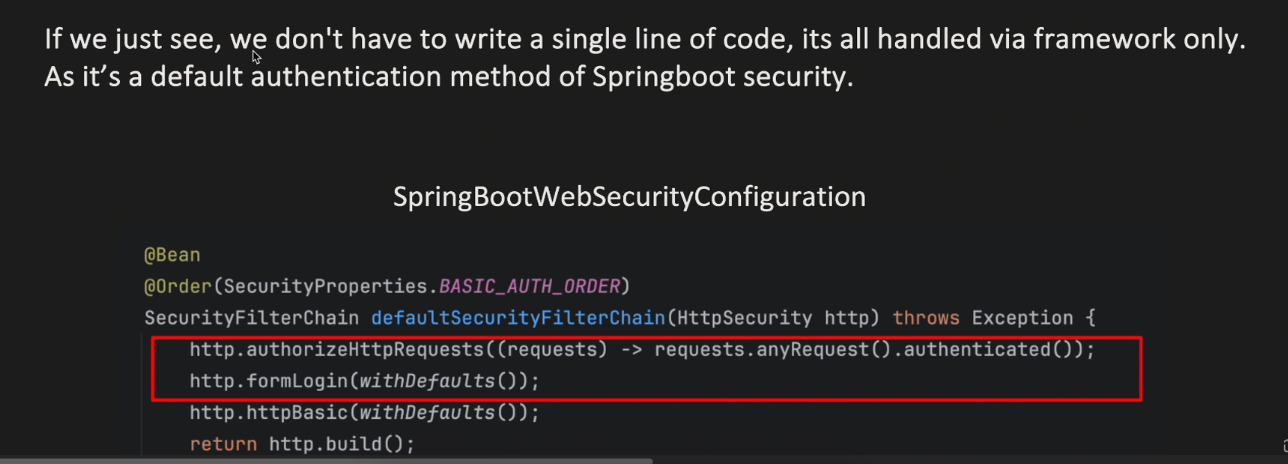 If we just see, we don't have to write a single line of code, its all handled via framework only.
As it’s a default authentication method of Springboot security.
SpringBootWebSecurityConfiguration
@Bean
@Order(SecurityProperties.BASIC_AUTH_ORDER)
SecurityFilterChain defaultSecurityFilterChain(HttpSecurity http) throws Exception {
http.authorizeHttpRequests((requests) -> requests.anyRequest().authenticated());
http.formLogin(withDefaults());
http.httpBasic(withDefaults());
return http.build();